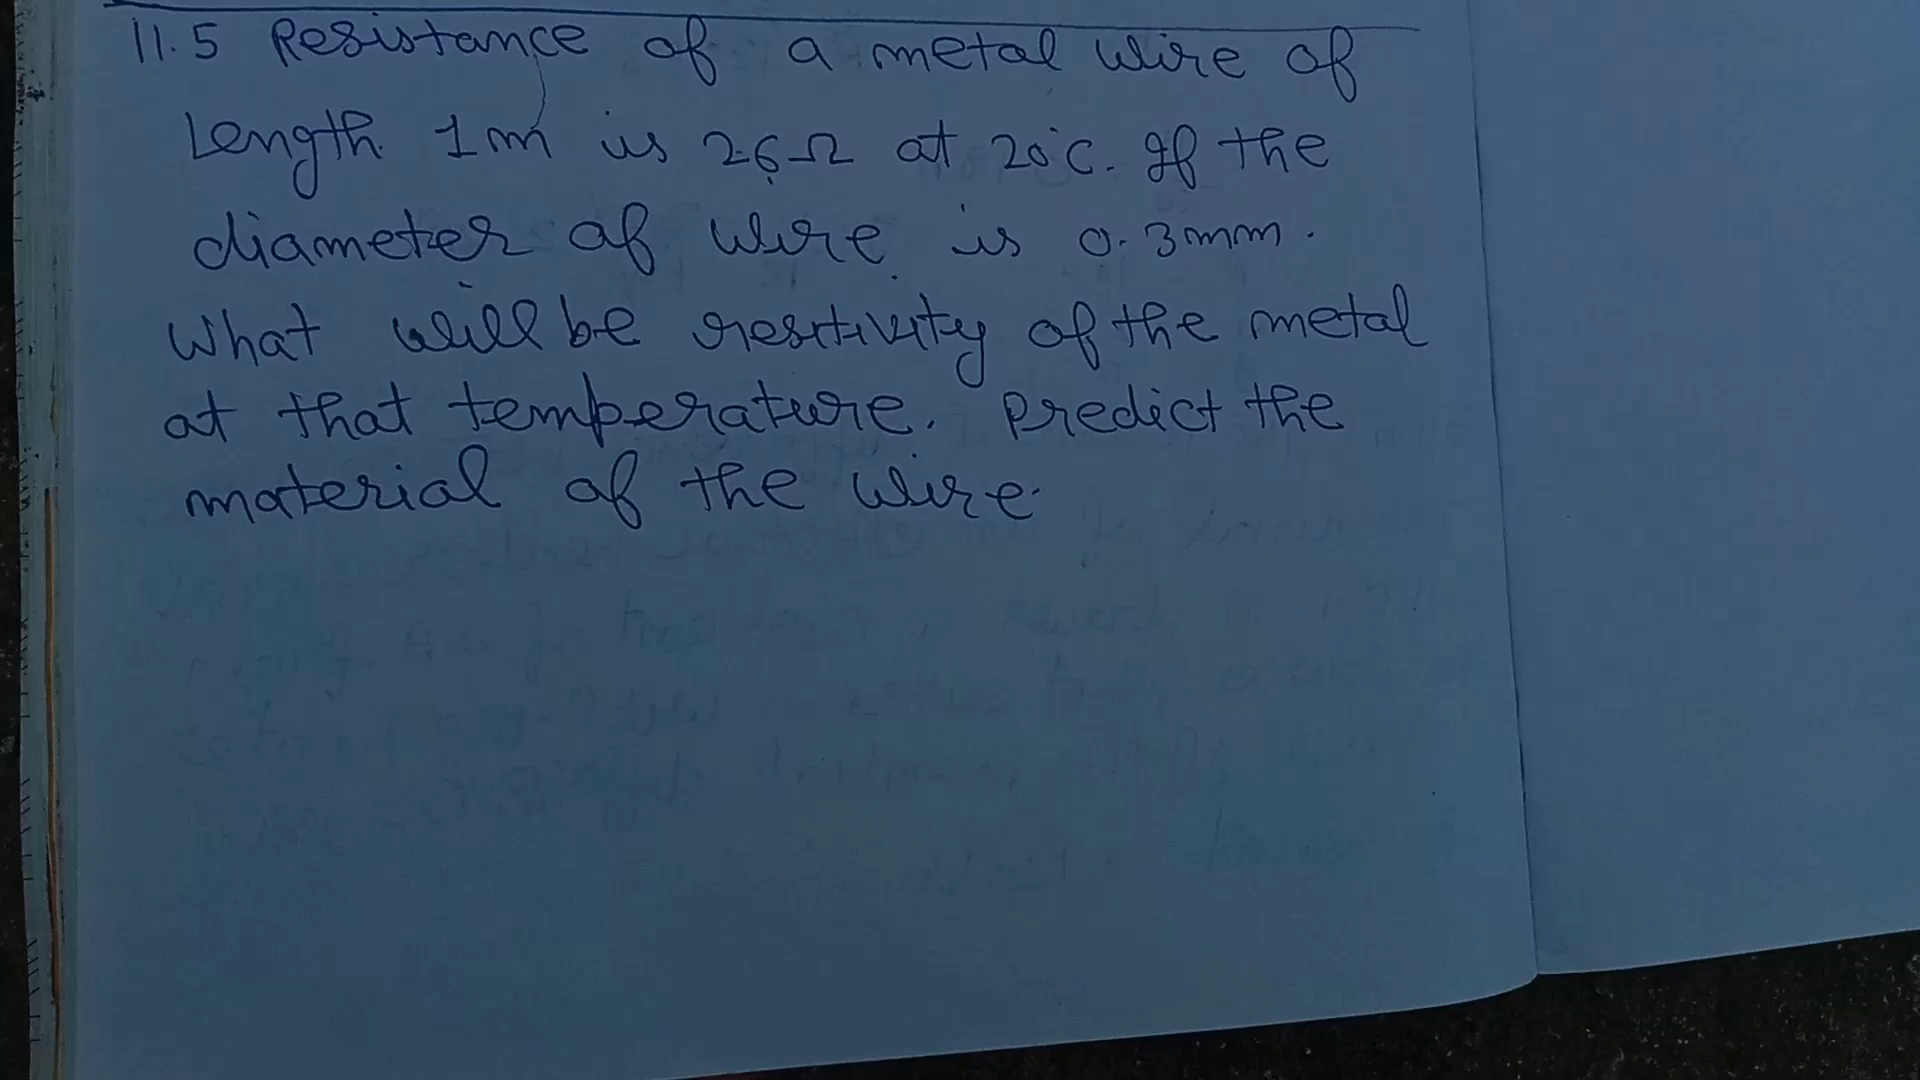 11.5 Resistance of a metal wire of
Length 1m is 26Ω at 20°C. If the
diameter of wire is 0.3mm.
What will be resitivity of the metal
at that temperature. Predict the
material of the wire.